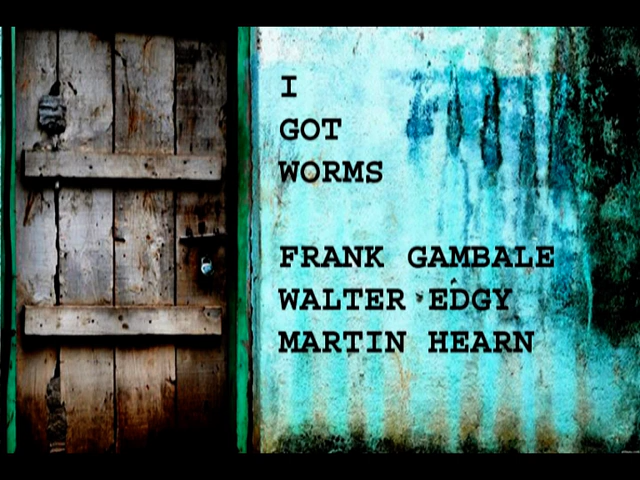 I
GOT
WORMS
FRANK GAMBALE
WALTER EDGY
MARTIN HEARN